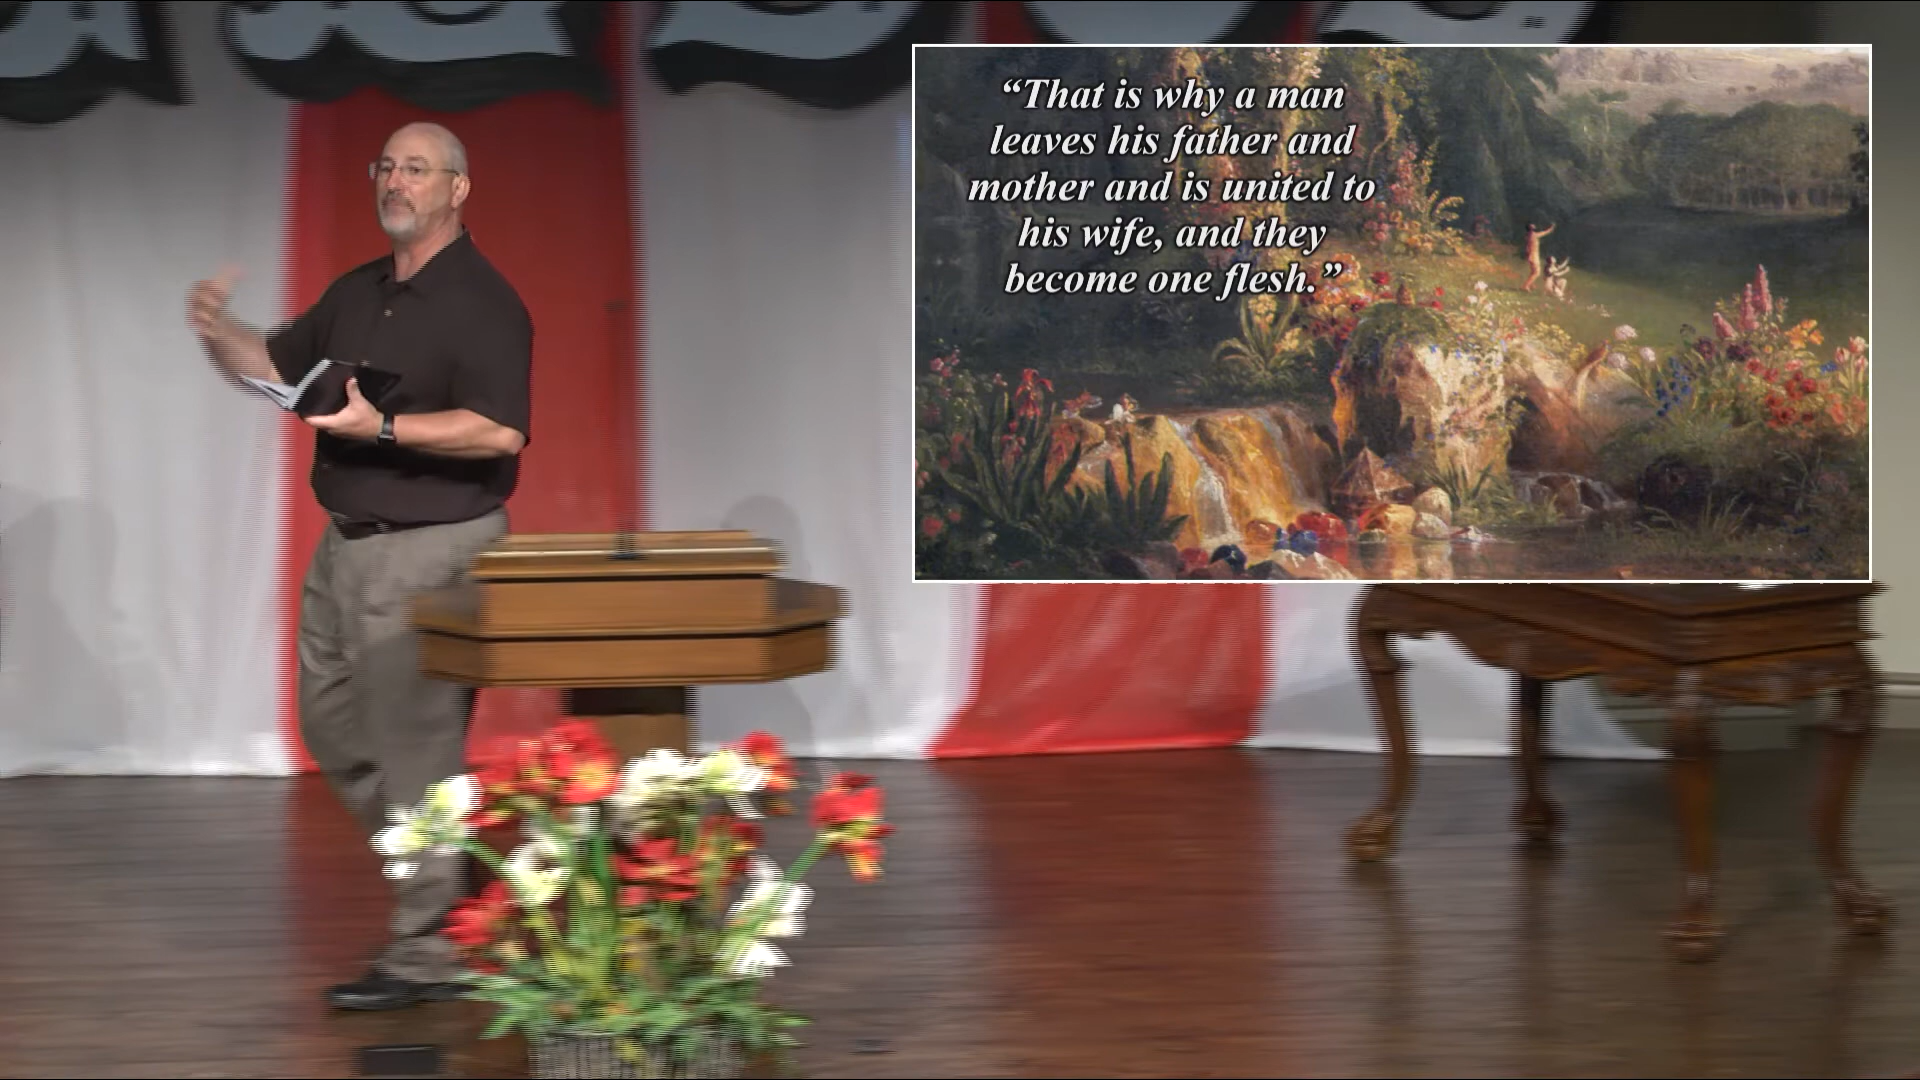 “That is why a man
leaves his father and
mother and is united to
his wife, and they
become one flesh.”